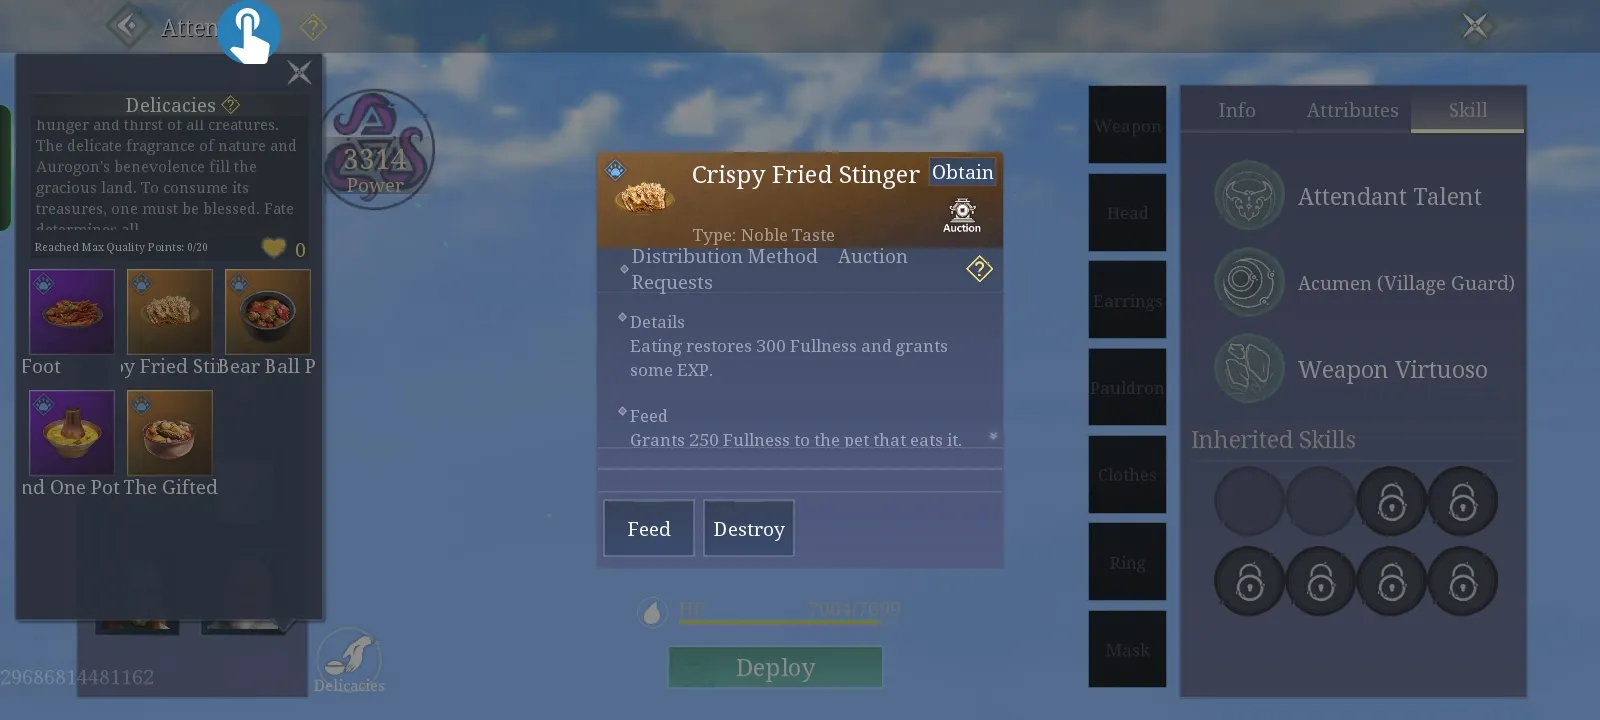 Atten
Delicacies
hunger and thirst of all creatures.
The delicate fragrance of nature and
Aurogon's benevolence fill the
gracious land. To consume its
treasures, one must be blessed. Fate
determines all
Reached Max Quality Points: 0/20
0
Foot
y Fried Sti
Bear Ball P
nd One Pot
The Gifted
3314
Power
Crispy Fried Stinger
Obtain
Auction
Type: Noble Taste
Distribution Method Auction
Requests
Details
Eating restores 300 Fullness and grants
some EXP.
Feed
Grants 250 Fullness to the pet that eats it.
Feed
Destroy
HP
7004/7099
Deploy
Delicacies
29686814481162
Weapon
Head
Earrings
Pauldron
Clothes
Ring
Mask
Info
Attributes
Skill
Attendant Talent
Acumen (Village Guard)
Weapon Virtuoso
Inherited Skills